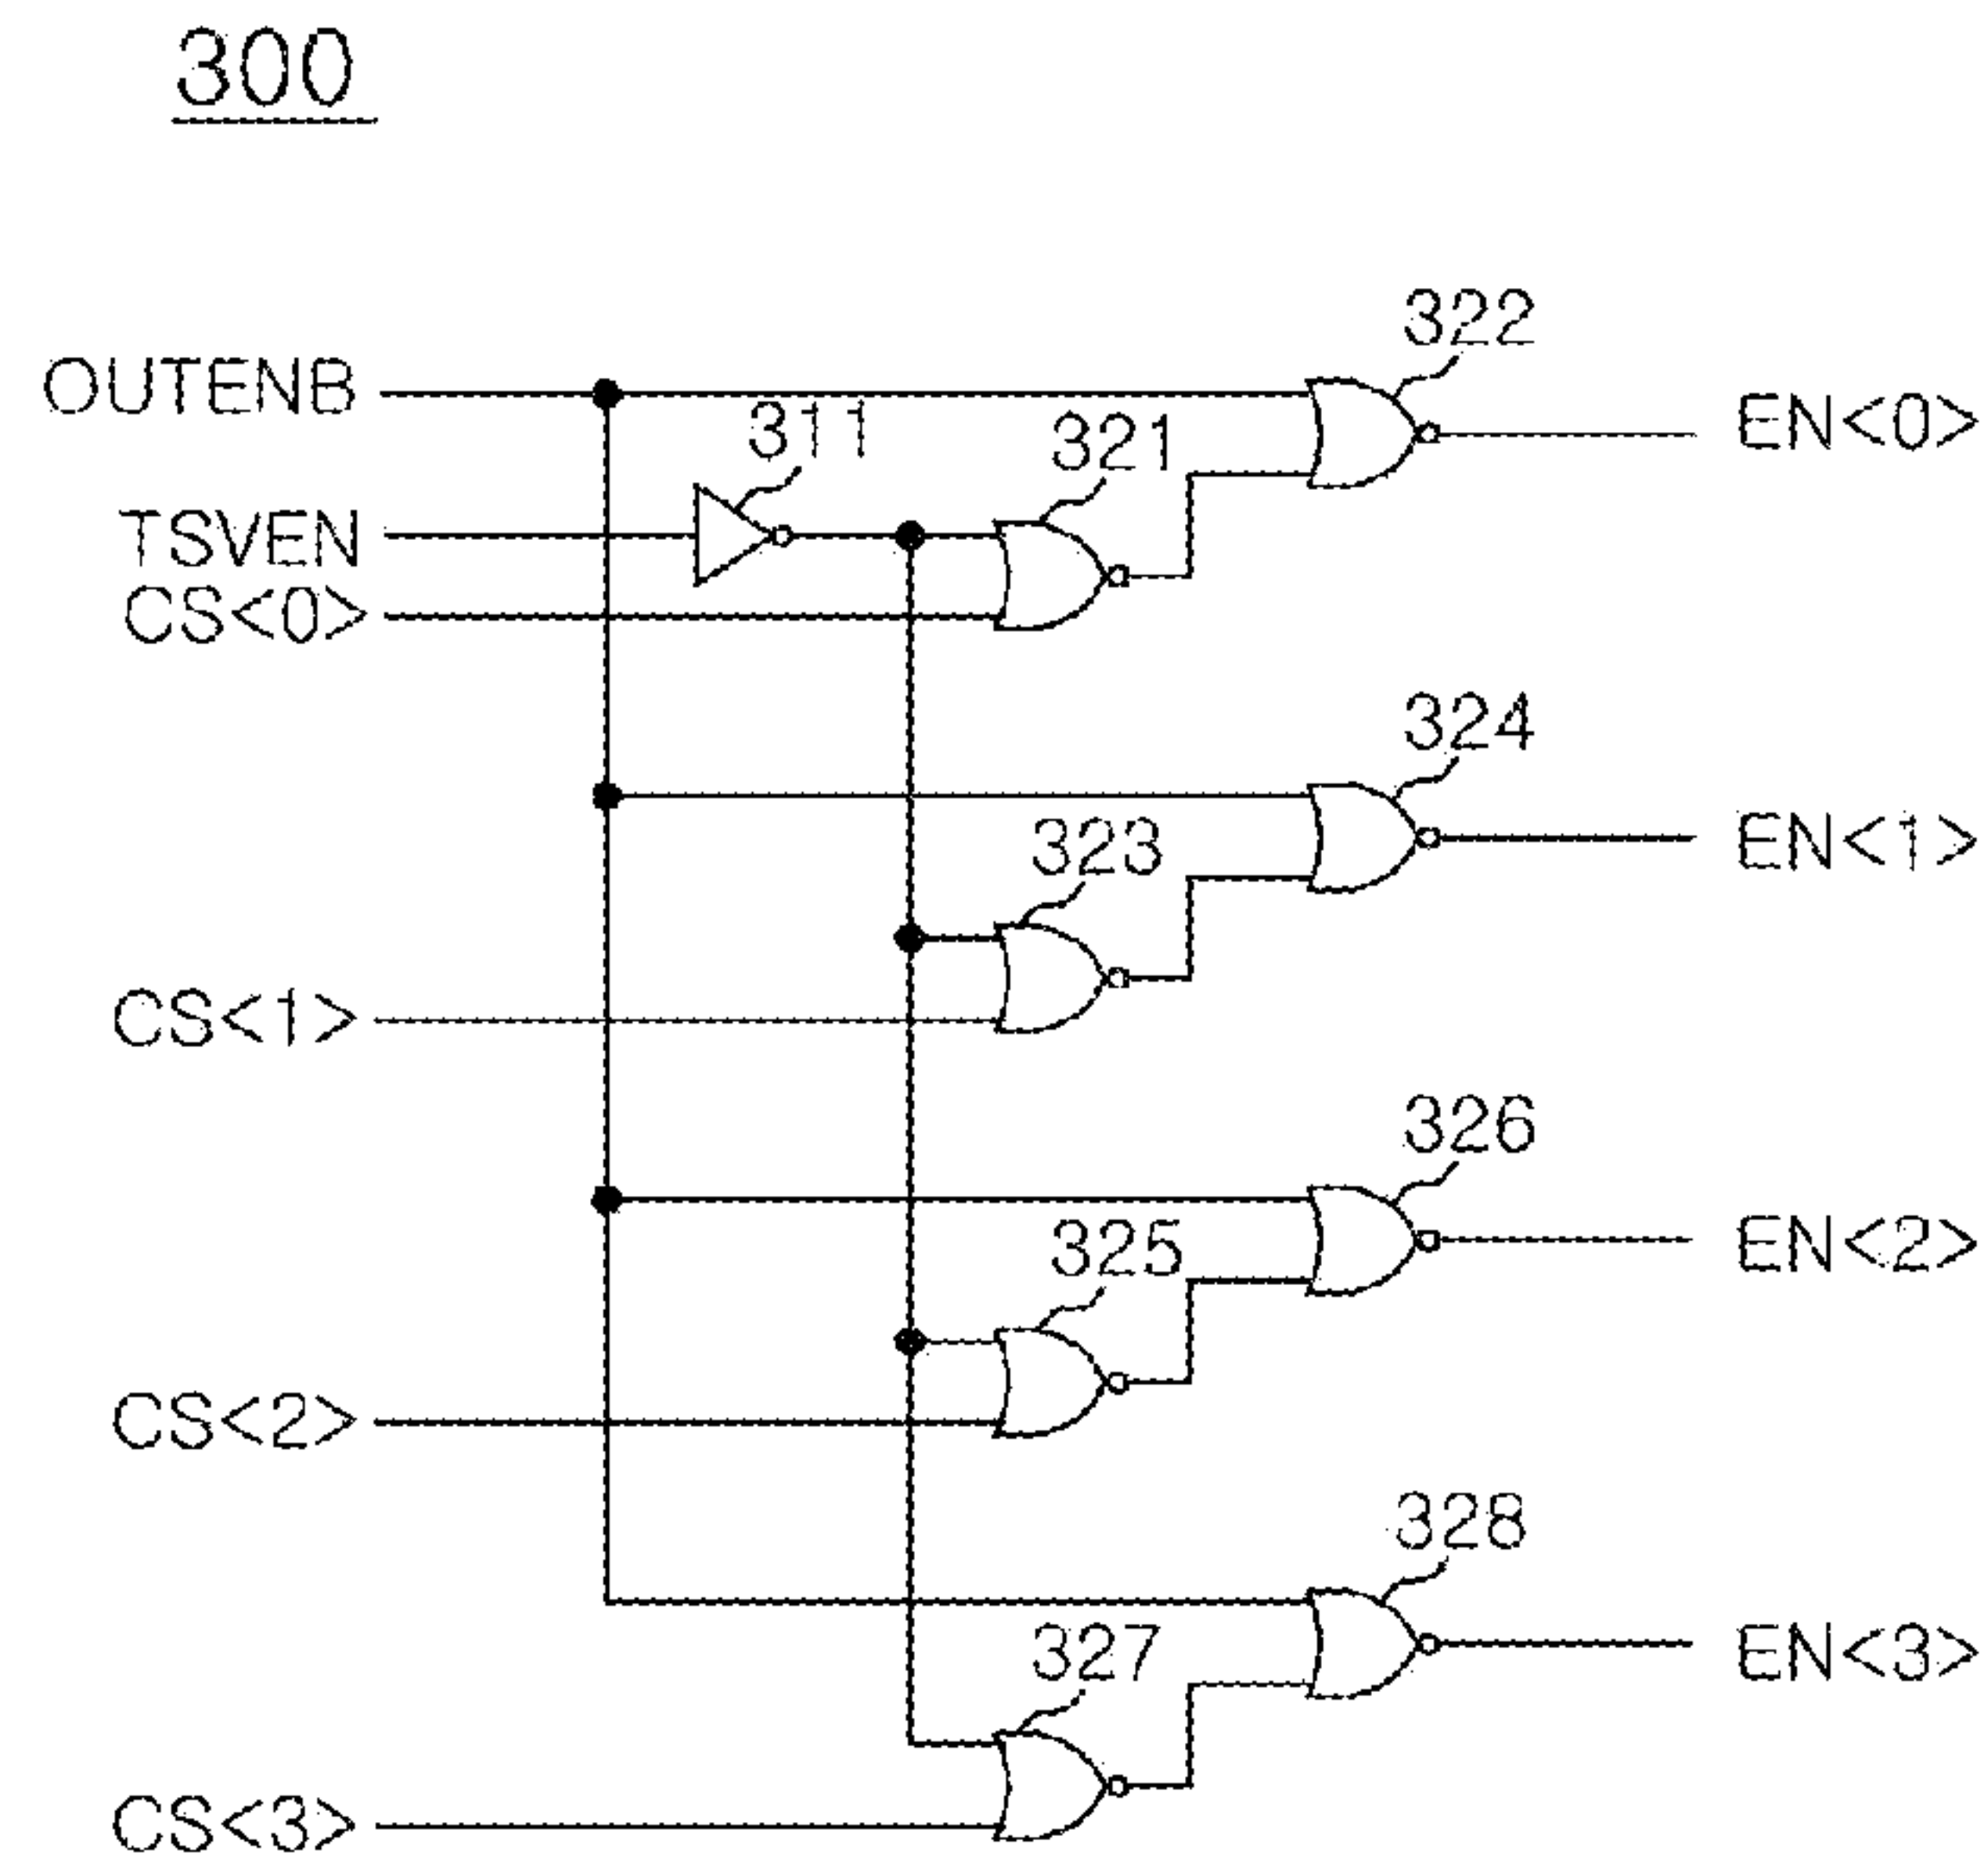 300
322
OUTENB
311
321
EN<0>
TSVEN
CS<0>
324
323
EN<1>
CS<1>
326
325
EN<2>
CS<2>
328
327
EN<3>
CS<3>